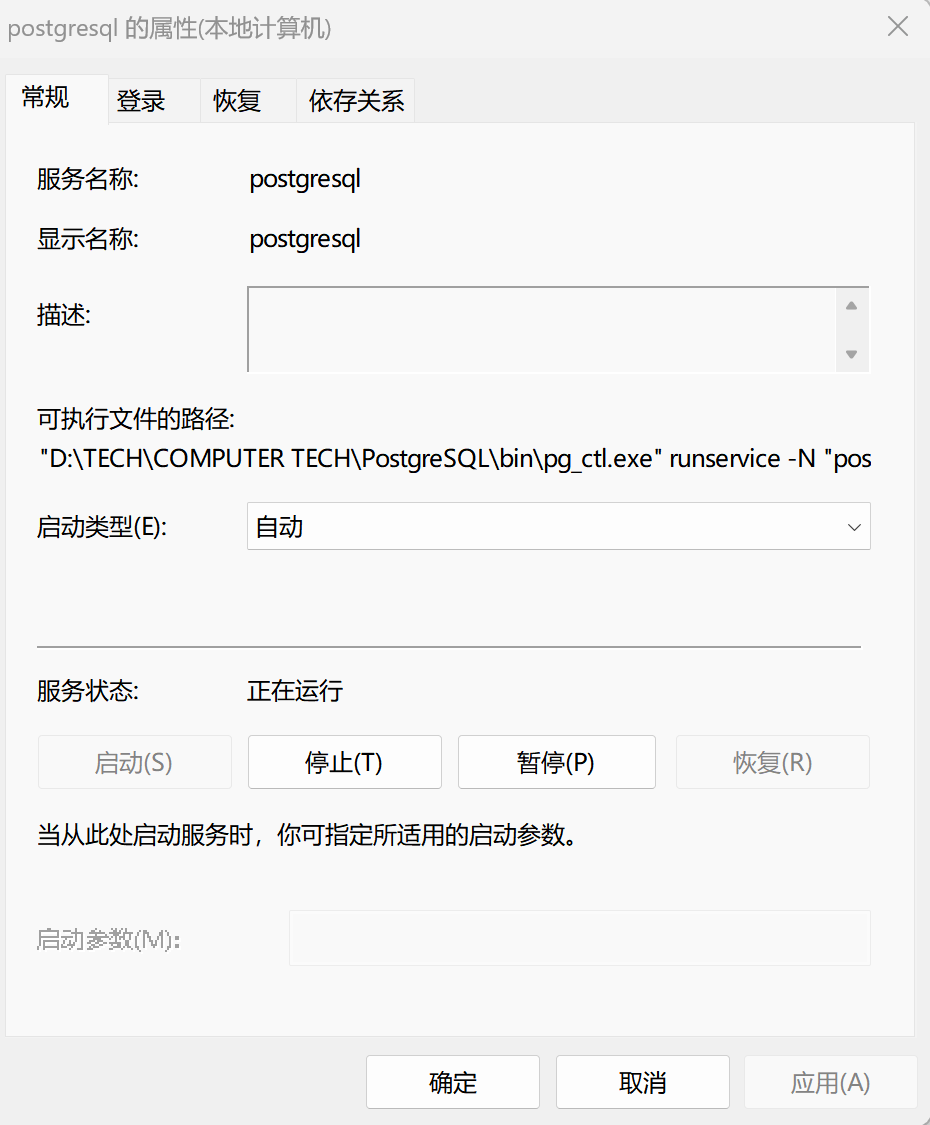 postgresql 的属性(本地计算机)
常规 登录 恢复 依存关系
服务名称: postgresql
显示名称: postgresql
描述:
可执行文件的路径:
"D:\TECH\COMPUTER TECH\PostgreSQL\bin\pg_ctl.exe" runservice -N "pos
启动类型(E): 自动
服务状态: 正在运行
启动(S) 停止(T) 暂停(P) 恢复(R)
当从此处启动服务时，你可指定所适用的启动参数。
启动参数(M):
确定 取消 应用(A)